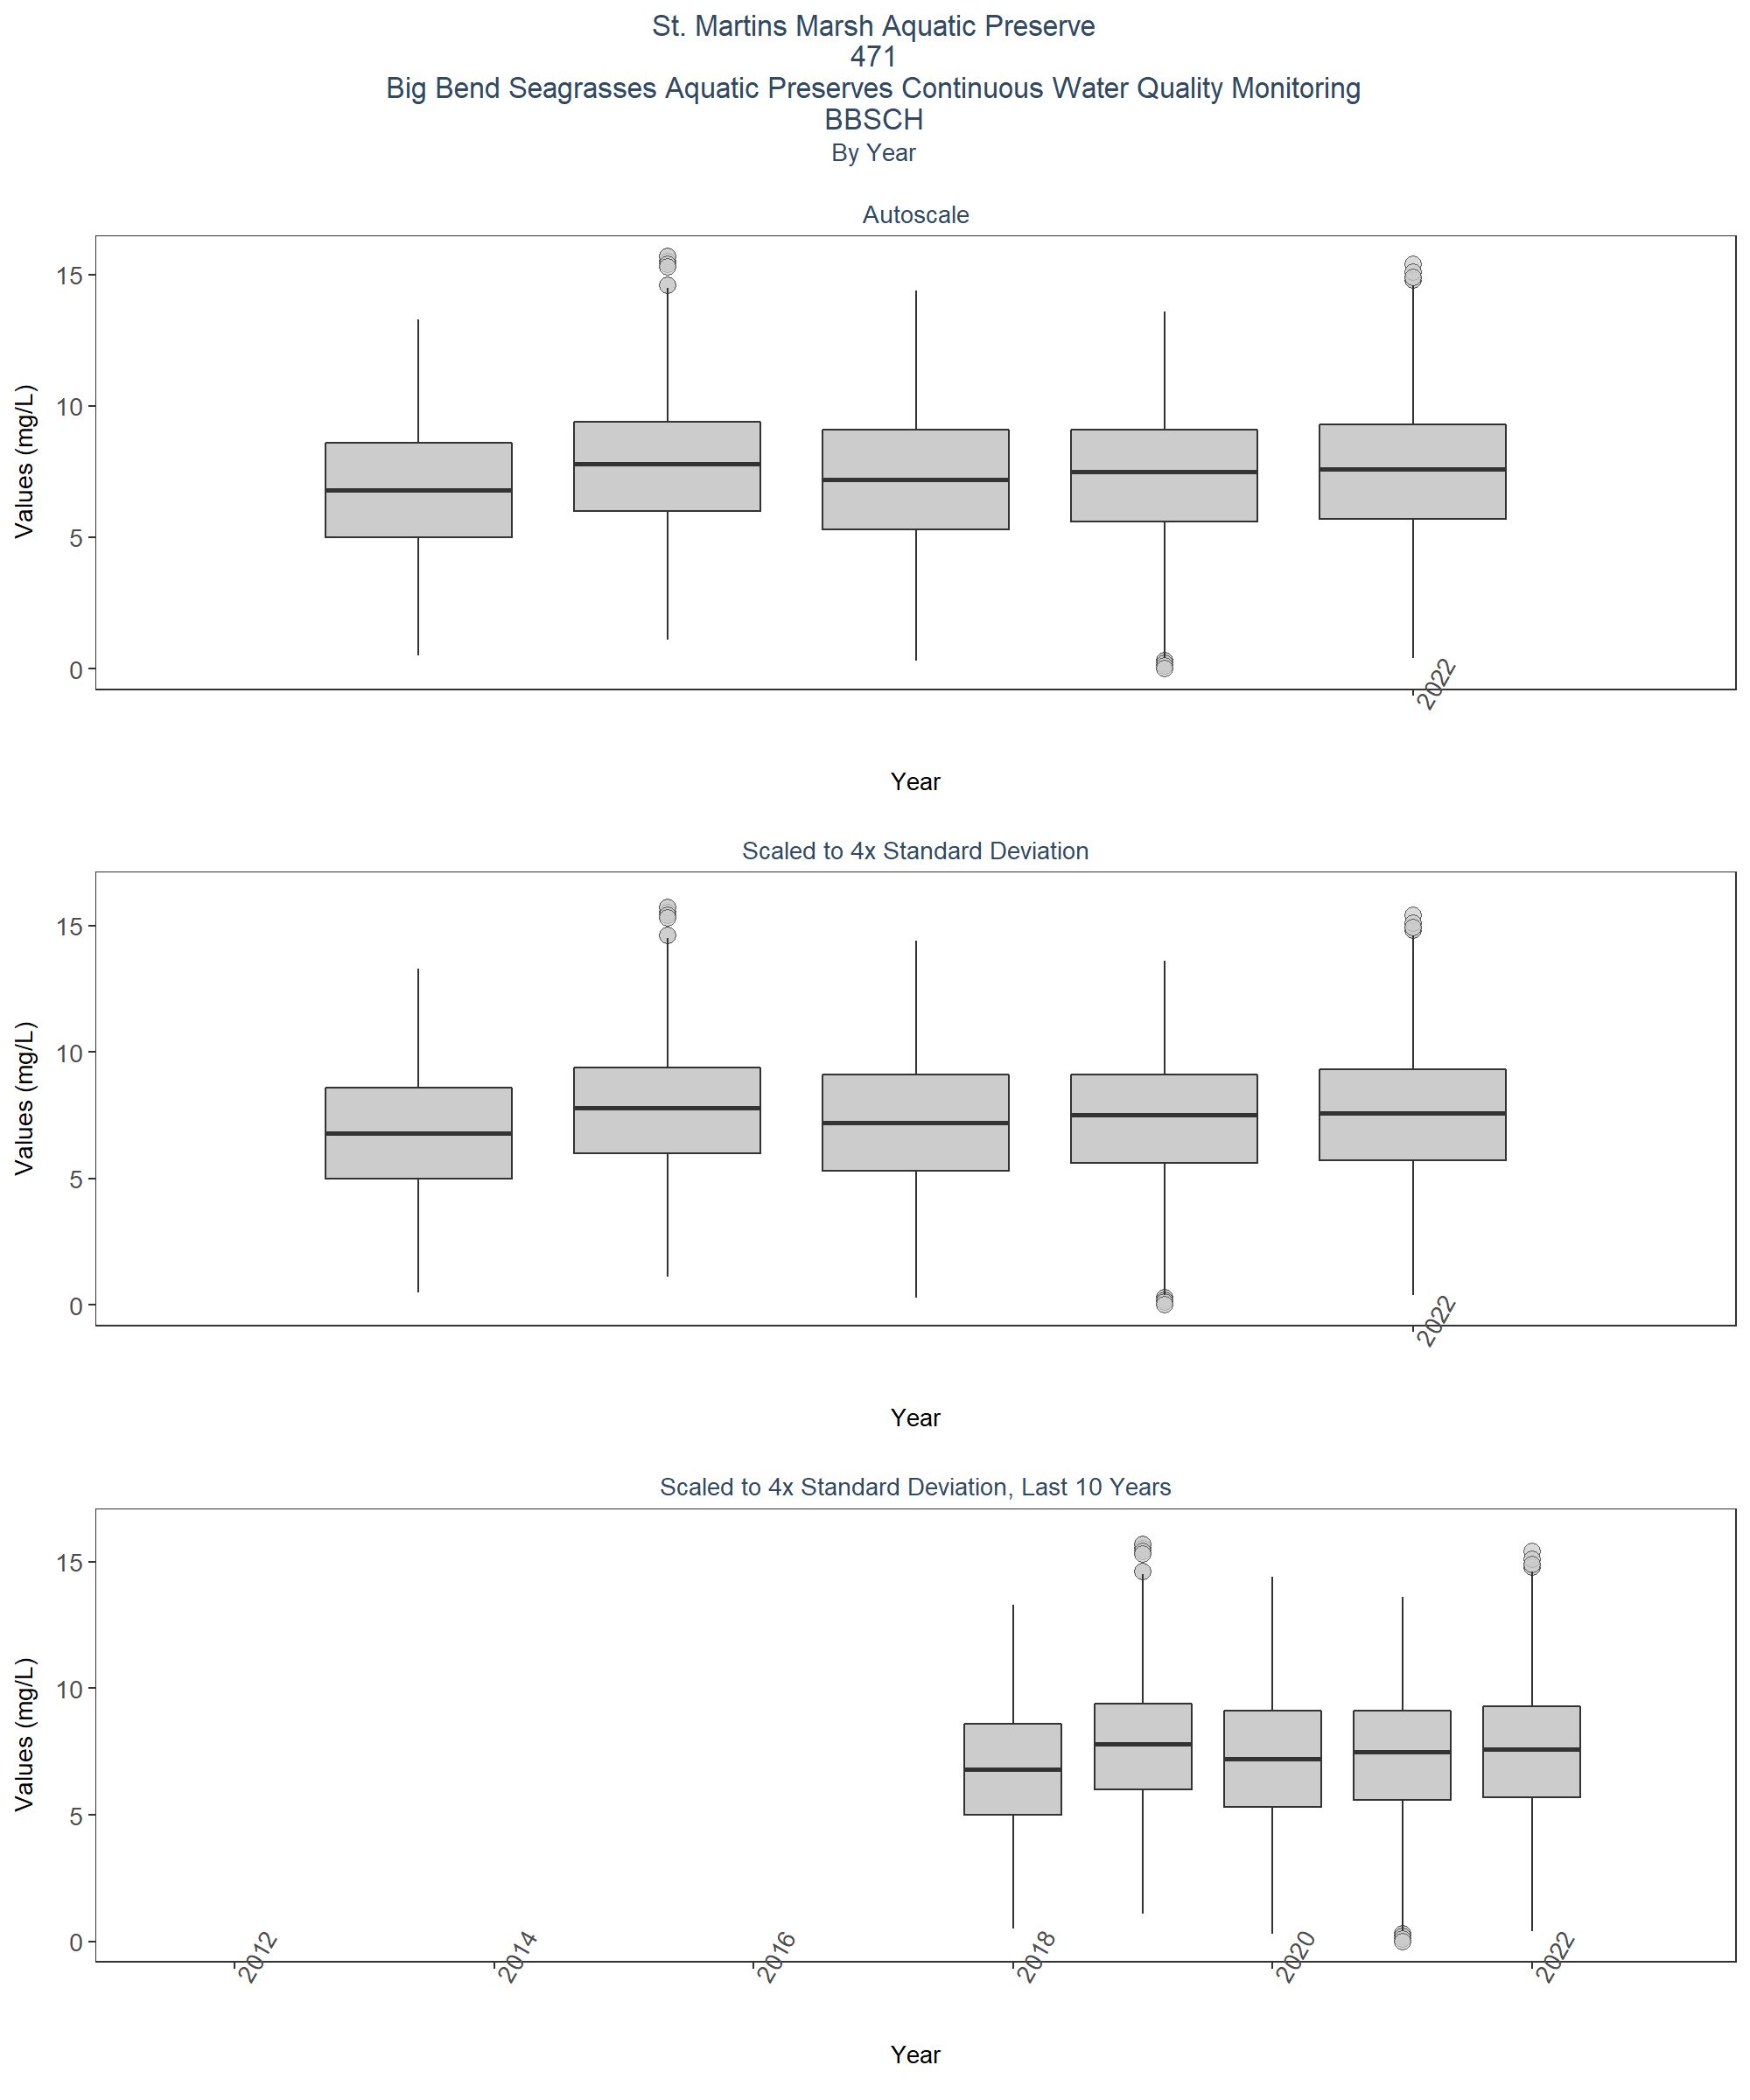 St. Martins Marsh Aquatic Preserve
471
Big Bend Seagrasses Aquatic Preserves Continuous Water Quality Monitoring
BBSCH
By Year
Autoscale
Values (mg/L)
15
10
5
0
2022
Year
Scaled to 4x Standard Deviation
Values (mg/L)
15
10
5
0
2022
Year
Scaled to 4x Standard Deviation, Last 10 Years
Values (mg/L)
15
10
5
0
2012 2014 2016 2018 2020 2022
Year